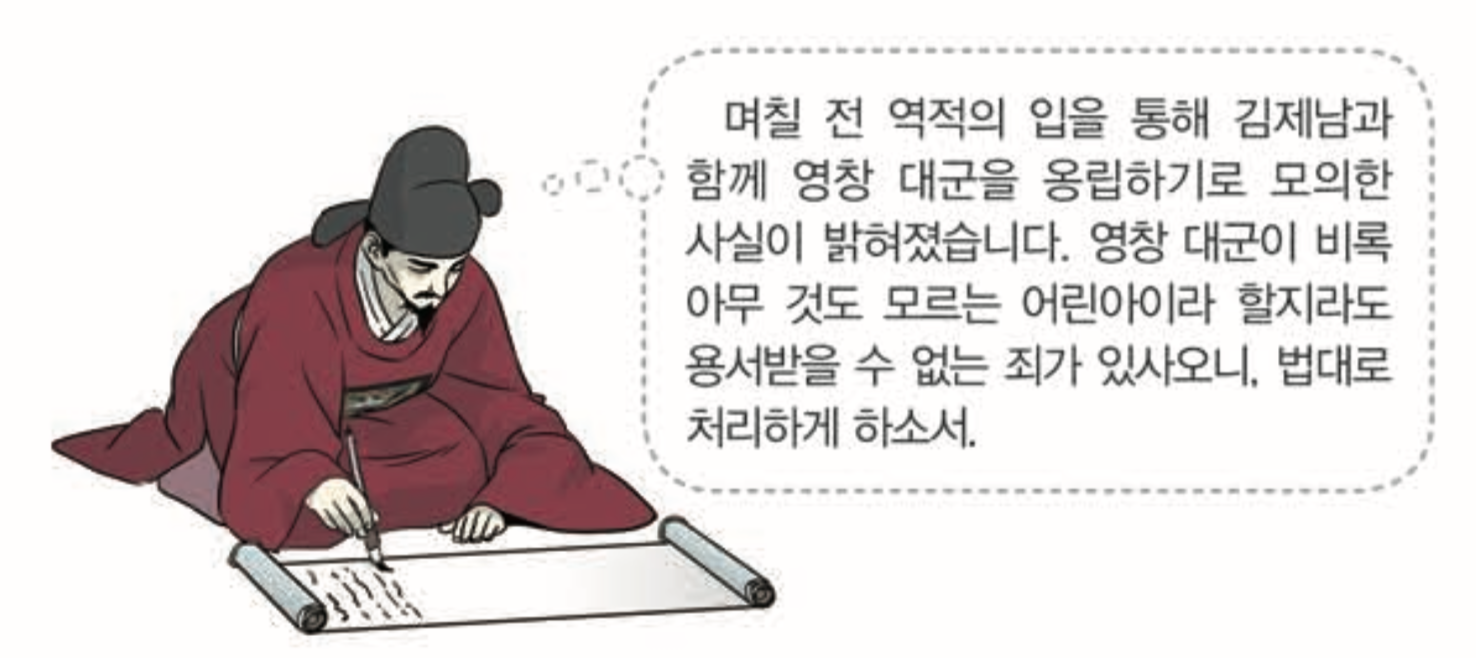 며칠 전 역적의 입을 통해 김제남과
함께 영창 대군을 옹립하기로 모의한
사실이 밝혀졌습니다. 영창 대군이 비록
아무 것도 모르는 어린아이라 할지라도
용서받을 수 없는 죄가 있사오니, 법대로
처리하게 하소서.